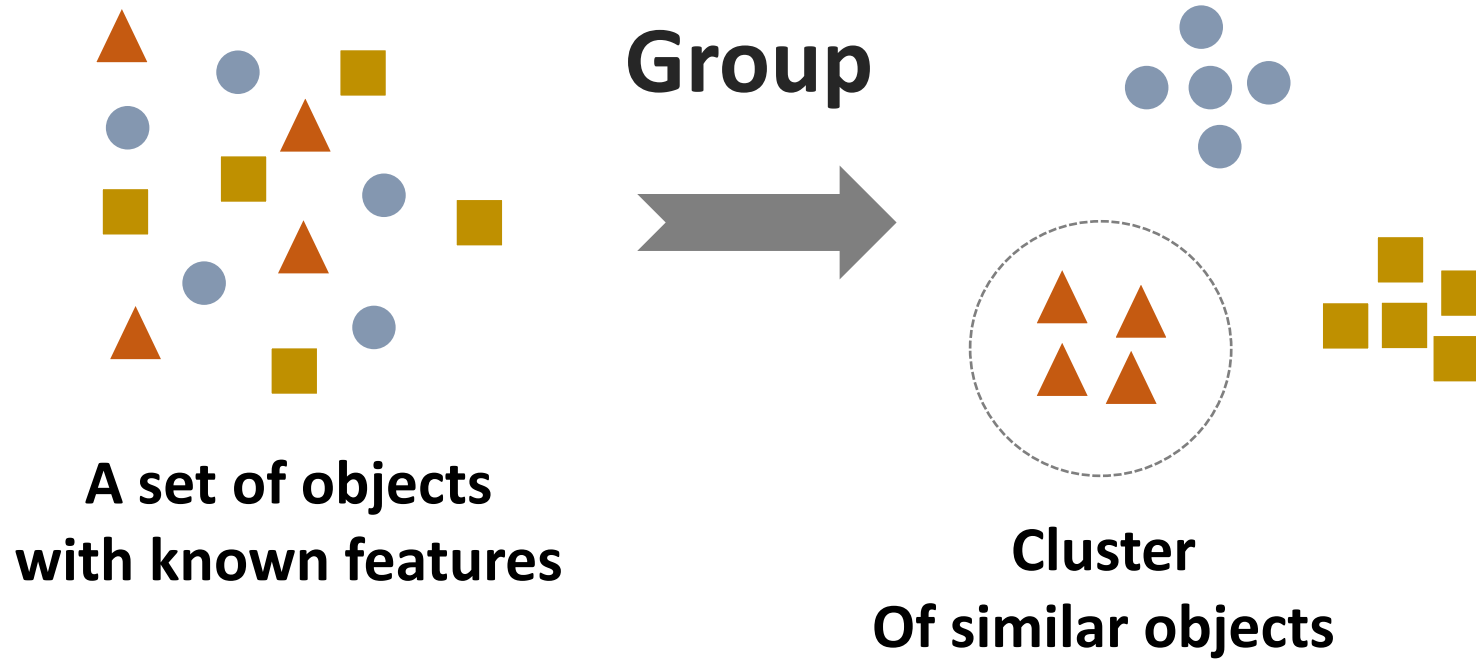 Group
A set of objects
with known features
Cluster
Of similar objects